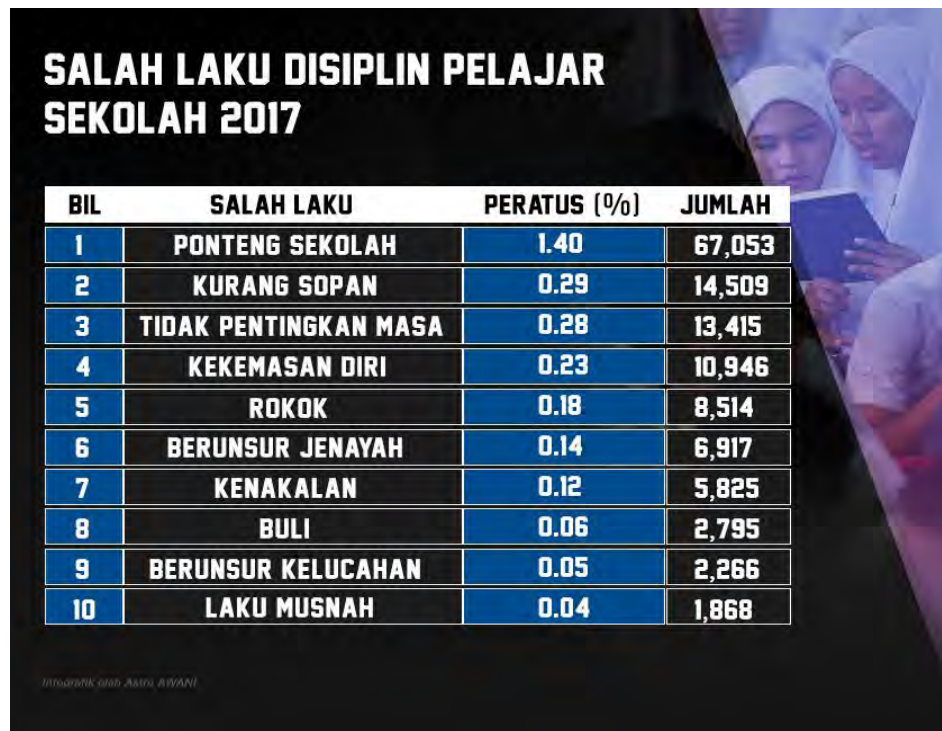 SALAH LAKU DISIPLIN PELAJAR
SEKOLAH 2017
BIL SALAH LAKU PERATUS (%) JUMLAH
1 PONTENG SEKOLAH 1.40 67,053
2 KURANG SOPAN 0.29 14,509
3 TIDAK PENTINGKAN MASA 0.28 13,415
4 KEKEMASAN DIRI 0.23 10,946
5 ROKOK 0.18 8,514
6 BERUNSUR JENAYAH 0.14 6,917
7 KENAKALAN 0.12 5,825
8 BULI 0.06 2,795
9 BERUNSUR KELUCAHAN 0.05 2,266
10 LAKU MUSNAH 0.04 1,868
Infografik oleh Astro AWANI